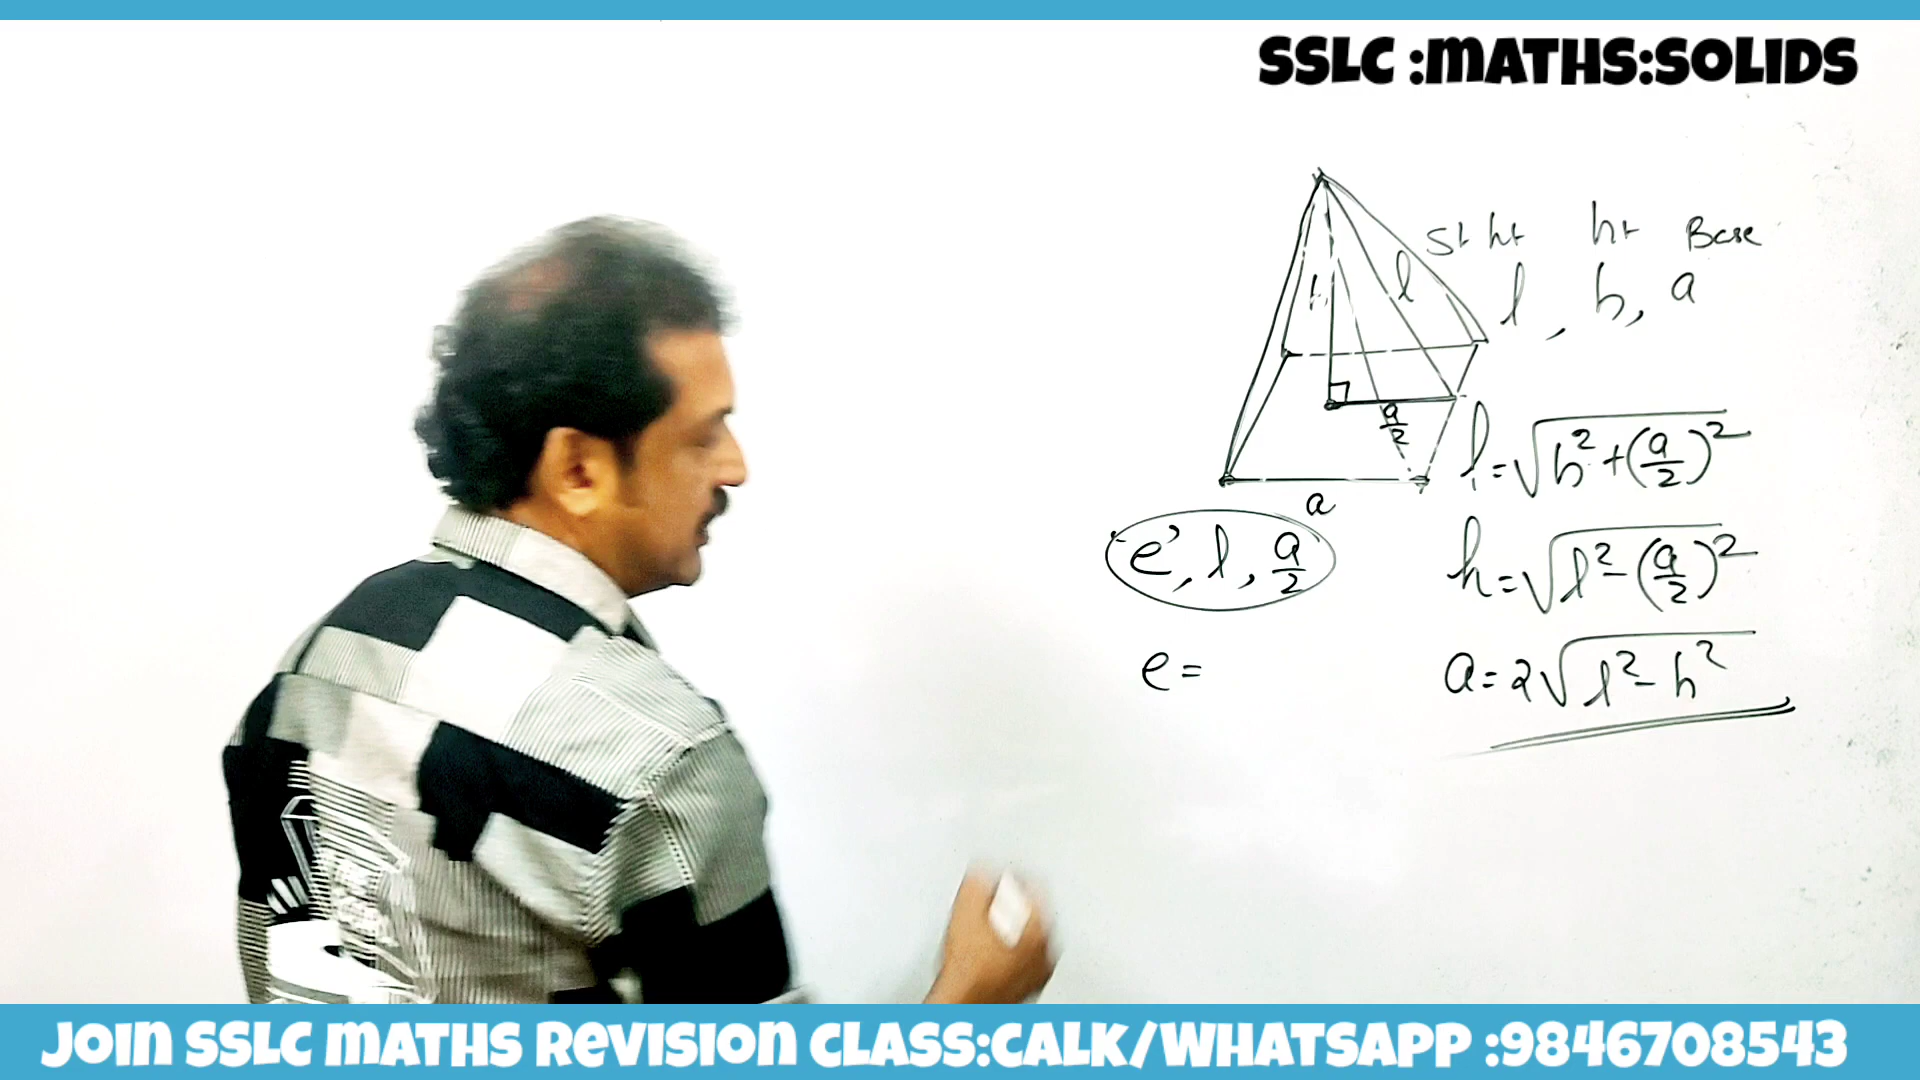 SSLC :MATHS:SOLIDS
Sl ht ht Base
l , h, a
h l
a/2
a
l=√h²+(a/2)²
e, l, a/2
h=√l²-(a/2)²
e=
a=2√l²-h²
JOIN SSLC MATHS REVISION CLASS:CALK/WHATSAPP :9846708543